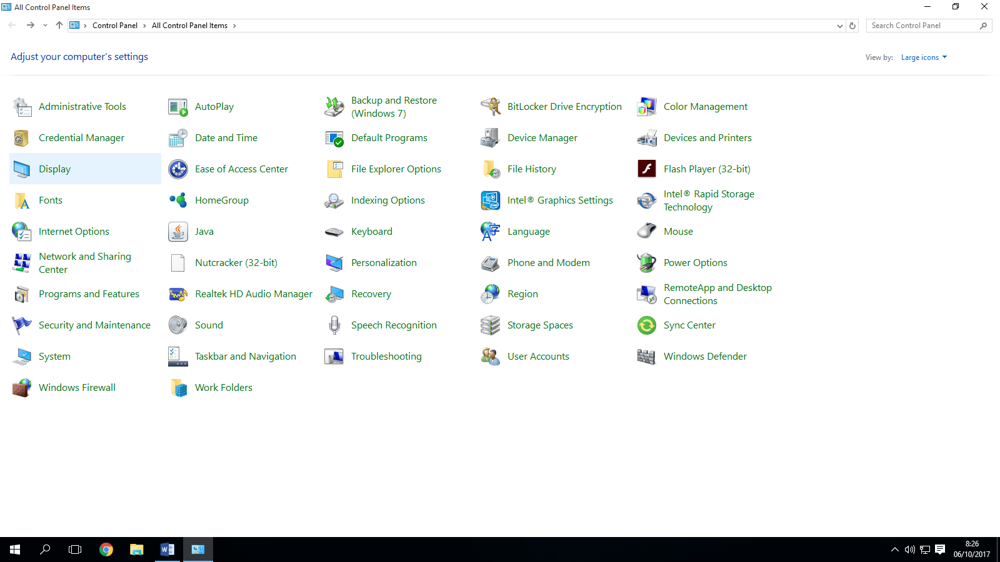 All Control Panel Items
Control Panel
All Control Panel Items
Search Control Panel
Adjust your computer's settings
View by: Large icons
Administrative Tools
AutoPlay
Backup and Restore
(Windows 7)
BitLocker Drive Encryption
Color Management
Credential Manager
Date and Time
Default Programs
Device Manager
Devices and Printers
Display
Ease of Access Center
File Explorer Options
File History
Flash Player (32-bit)
Fonts
HomeGroup
Indexing Options
Intel® Graphics Settings
Intel® Rapid Storage
Technology
Internet Options
Java
Keyboard
Language
Mouse
Network and Sharing
Center
Nutcracker (32-bit)
Personalization
Phone and Modem
Power Options
Programs and Features
Realtek HD Audio Manager
Recovery
Region
RemoteApp and Desktop
Connections
Security and Maintenance
Sound
Speech Recognition
Storage Spaces
Sync Center
System
Taskbar and Navigation
Troubleshooting
User Accounts
Windows Defender
Windows Firewall
Work Folders
8:26
06/10/2017